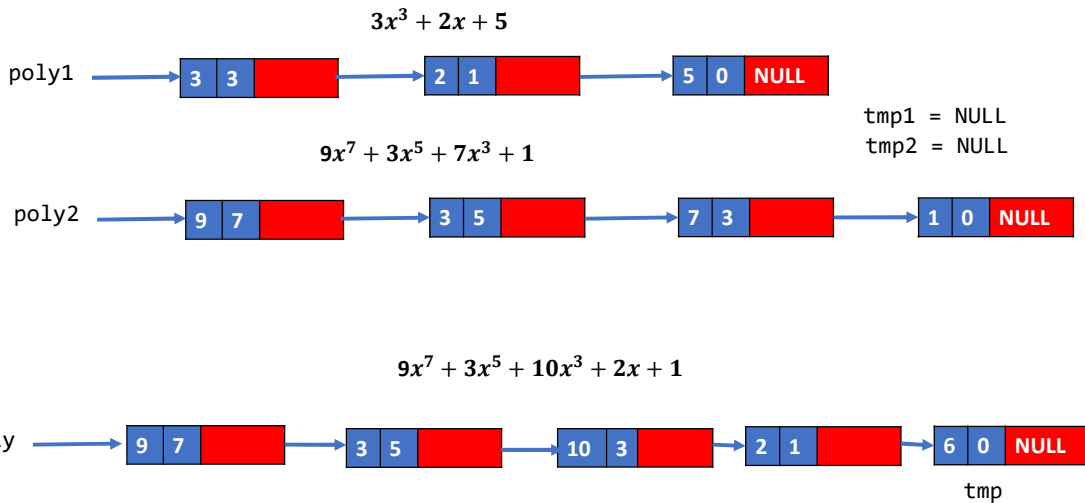 3x³ + 2x + 5
poly1 3 3 2 1 5 0 NULL
tmp1 = NULL
tmp2 = NULL
9x⁷ + 3x⁵ + 7x³ + 1
poly2 9 7 3 5 7 3 1 0 NULL
9x⁷ + 3x⁵ + 10x³ + 2x + 1
y 9 7 3 5 10 3 2 1 6 0 NULL
tmp